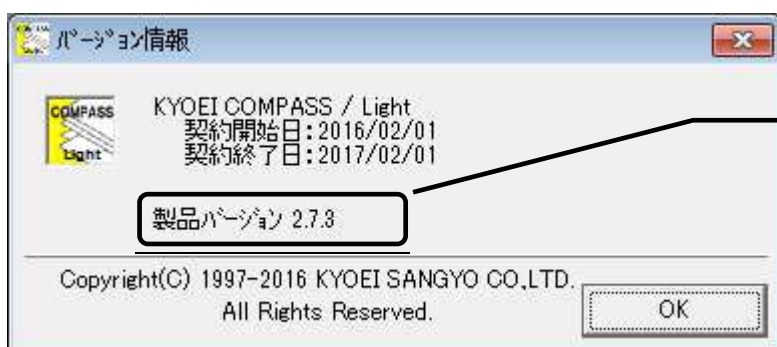 バージョン情報
COMPASS
Light
KYOEI COMPASS / Light
契約開始日:2016/02/01
契約終了日:2017/02/01
製品バージョン 2.7.3
Copyright(C) 1997-2016 KYOEI SANGYO CO,LTD.
All Rights Reserved.
OK